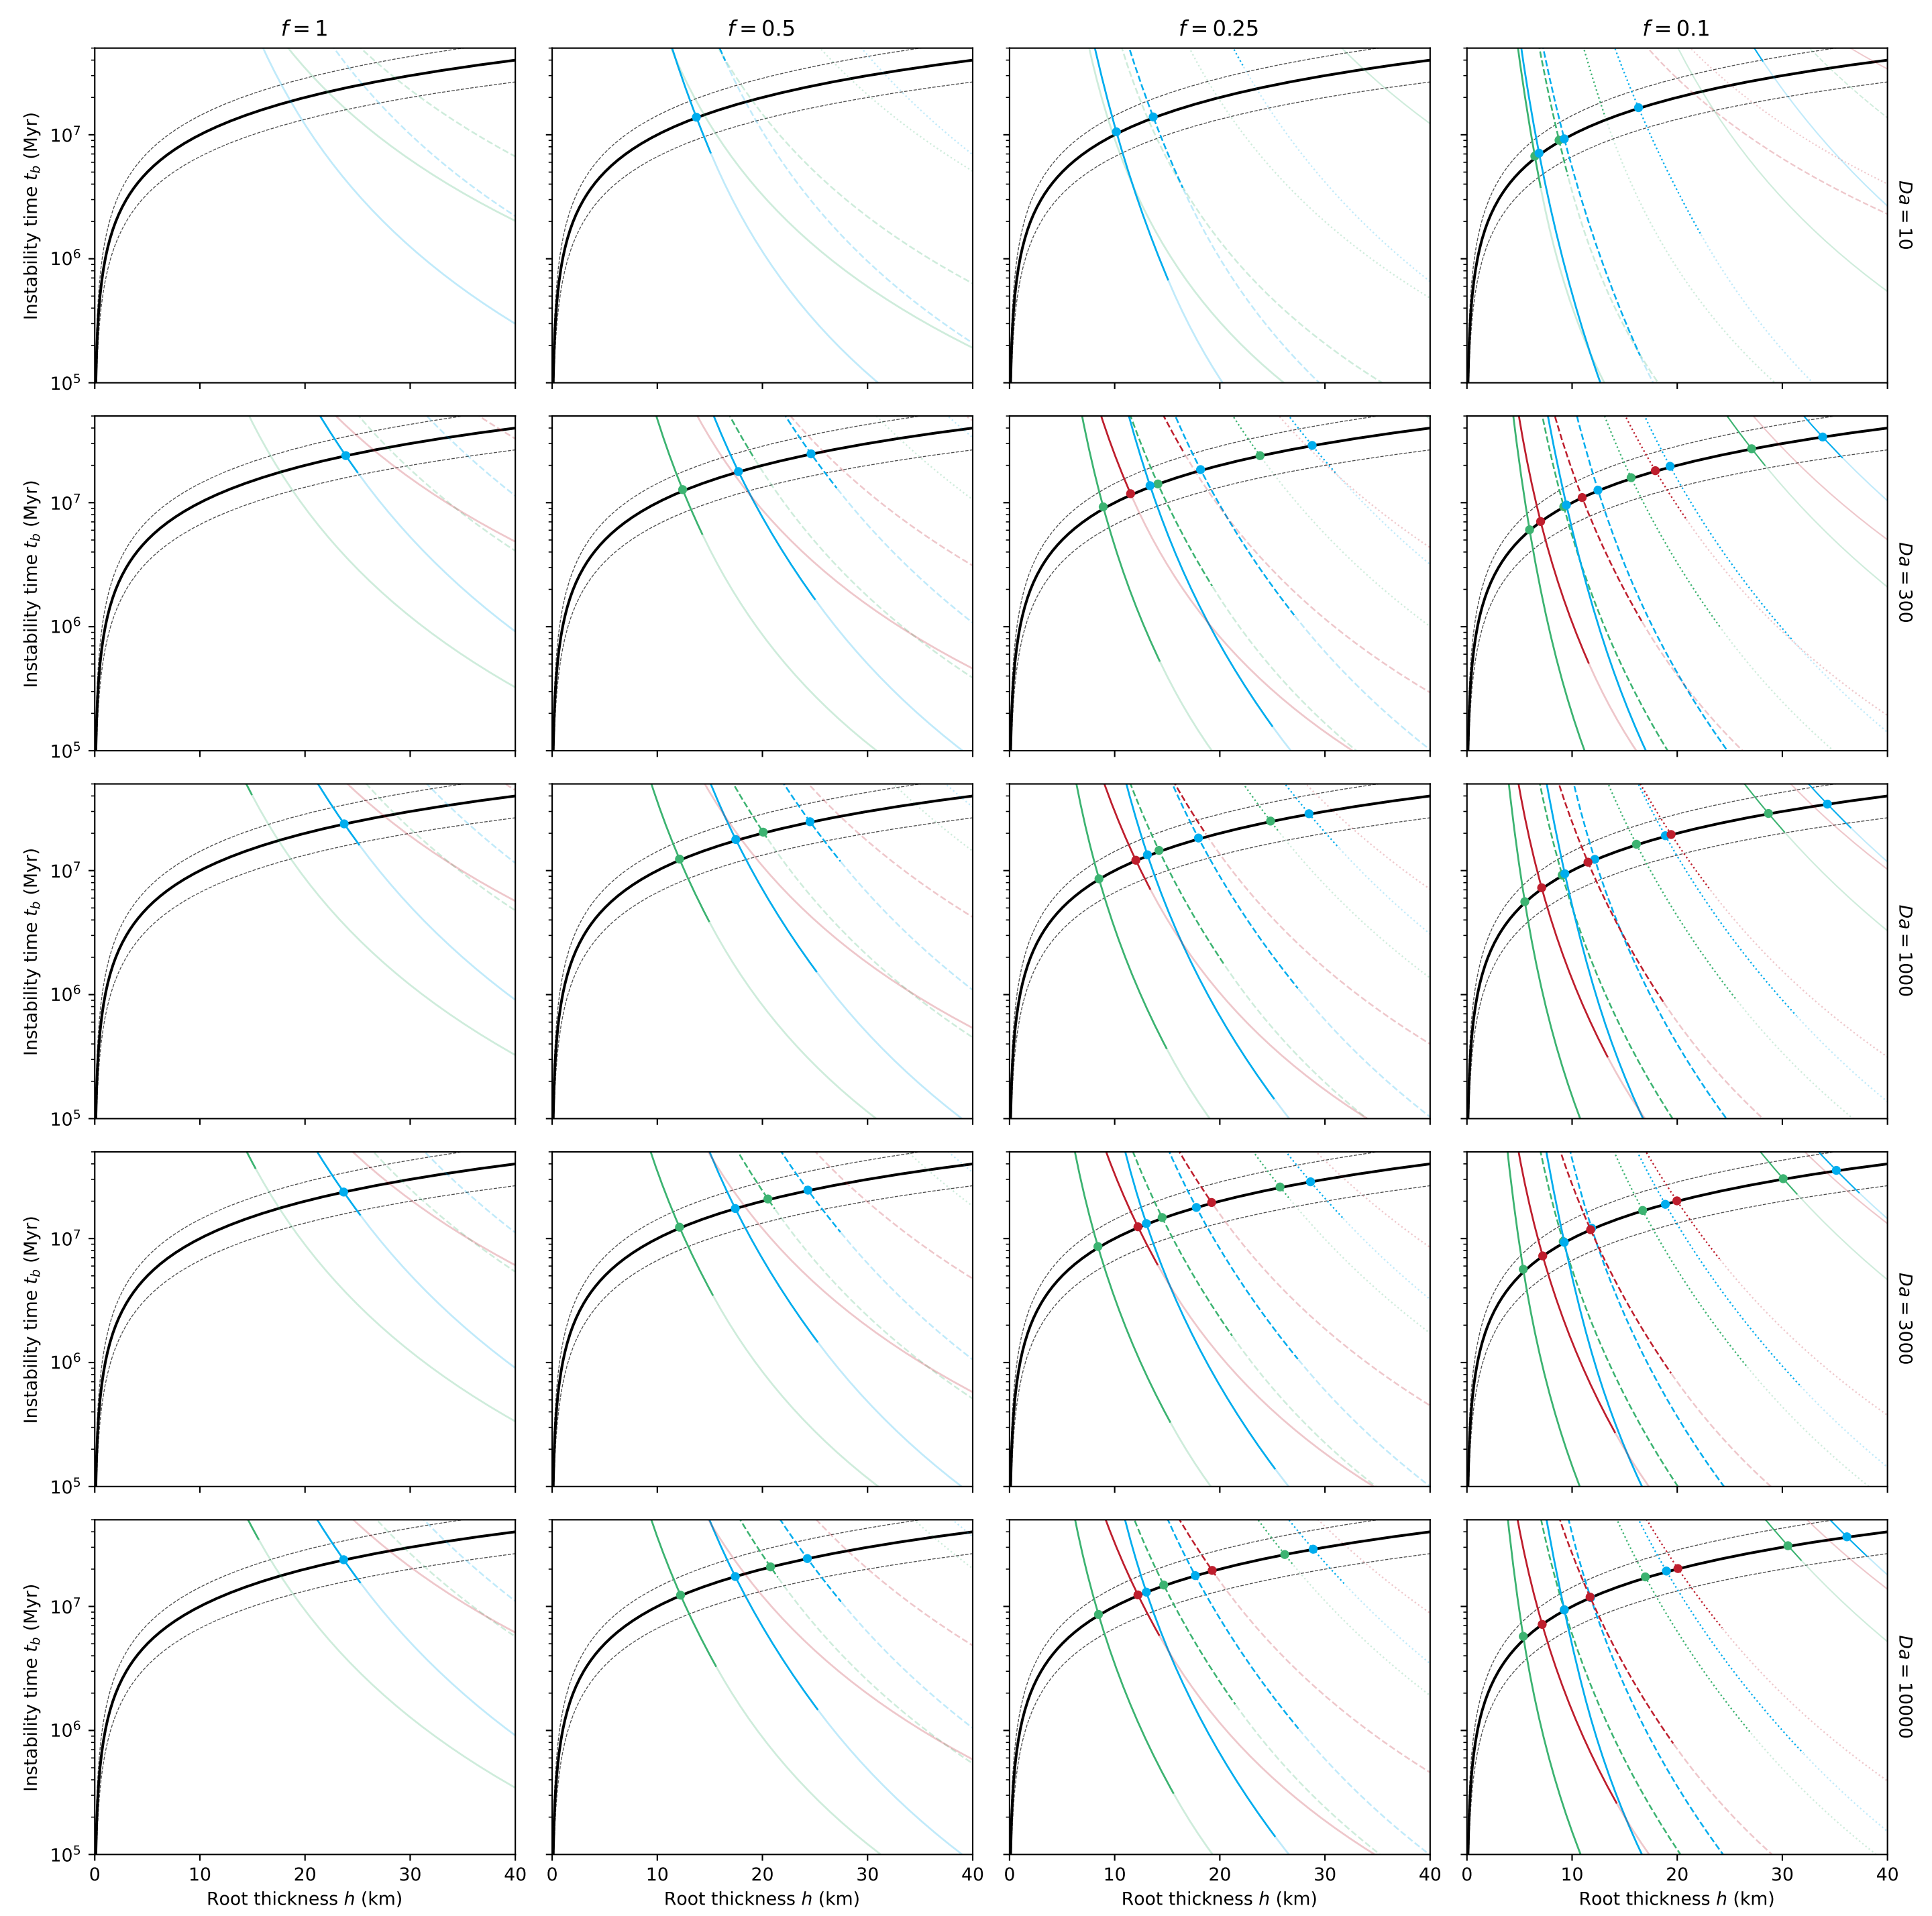 f = 1
f = 0.5
f = 0.25
f = 0.1
Instability time t_b (Myr)
10^7
10^6
10^5
Da = 10
Instability time t_b (Myr)
10^7
10^6
10^5
Da = 300
Instability time t_b (Myr)
10^7
10^6
10^5
Da = 1000
Instability time t_b (Myr)
10^7
10^6
10^5
Da = 3000
Instability time t_b (Myr)
10^7
10^6
10^5
Da = 10000
0 10 20 30 40
0 10 20 30 40
0 10 20 30 40
0 10 20 30 40
Root thickness h (km)
Root thickness h (km)
Root thickness h (km)
Root thickness h (km)